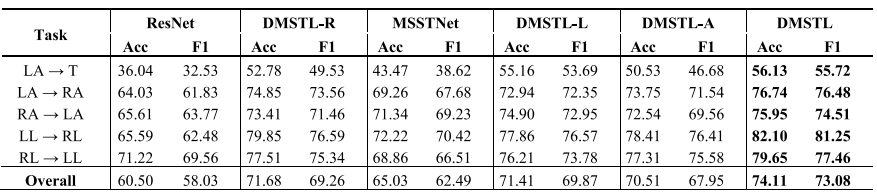 Task ResNet DMSTL-R MSSTNet DMSTL-L DMSTL-A DMSTL
Acc F1 Acc F1 Acc F1 Acc F1 Acc F1 Acc F1
LA → T 36.04 32.53 52.78 49.53 43.47 38.62 55.16 53.69 50.53 46.68 56.13 55.72
LA → RA 64.03 61.83 74.85 73.56 69.26 67.68 72.94 72.35 73.75 71.54 76.74 76.48
RA → LA 65.61 63.77 73.41 71.46 71.34 69.23 74.90 72.95 72.54 69.56 75.95 74.51
LL → RL 65.59 62.48 79.85 76.59 72.22 70.42 77.86 76.57 78.41 76.41 82.10 81.25
RL → LL 71.22 69.56 77.51 75.34 68.86 66.51 76.21 73.78 77.31 75.58 79.65 77.46
Overall 60.50 58.03 71.68 69.26 65.03 62.49 71.41 69.87 70.51 67.95 74.11 73.08